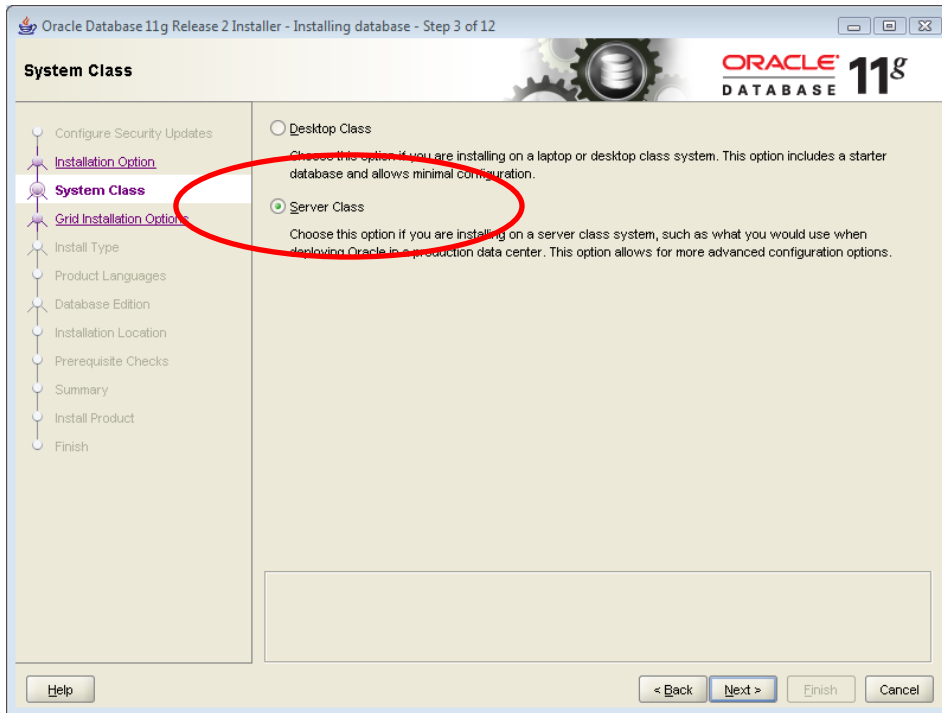 Oracle Database 11g Release 2 Installer - Installing database - Step 3 of 12
System Class
ORACLE
DATABASE
11g
Configure Security Updates
Installation Option
System Class
Grid Installation Options
Install Type
Product Languages
Database Edition
Installation Location
Prerequisite Checks
Summary
Install Product
Finish
Desktop Class
Choose this option if you are installing on a laptop or desktop class system. This option includes a starter
database and allows minimal configuration.
Server Class
Choose this option if you are installing on a server class system, such as what you would use when
deploying Oracle in a production data center. This option allows for more advanced configuration options.
Help
< Back
Next >
Finish
Cancel